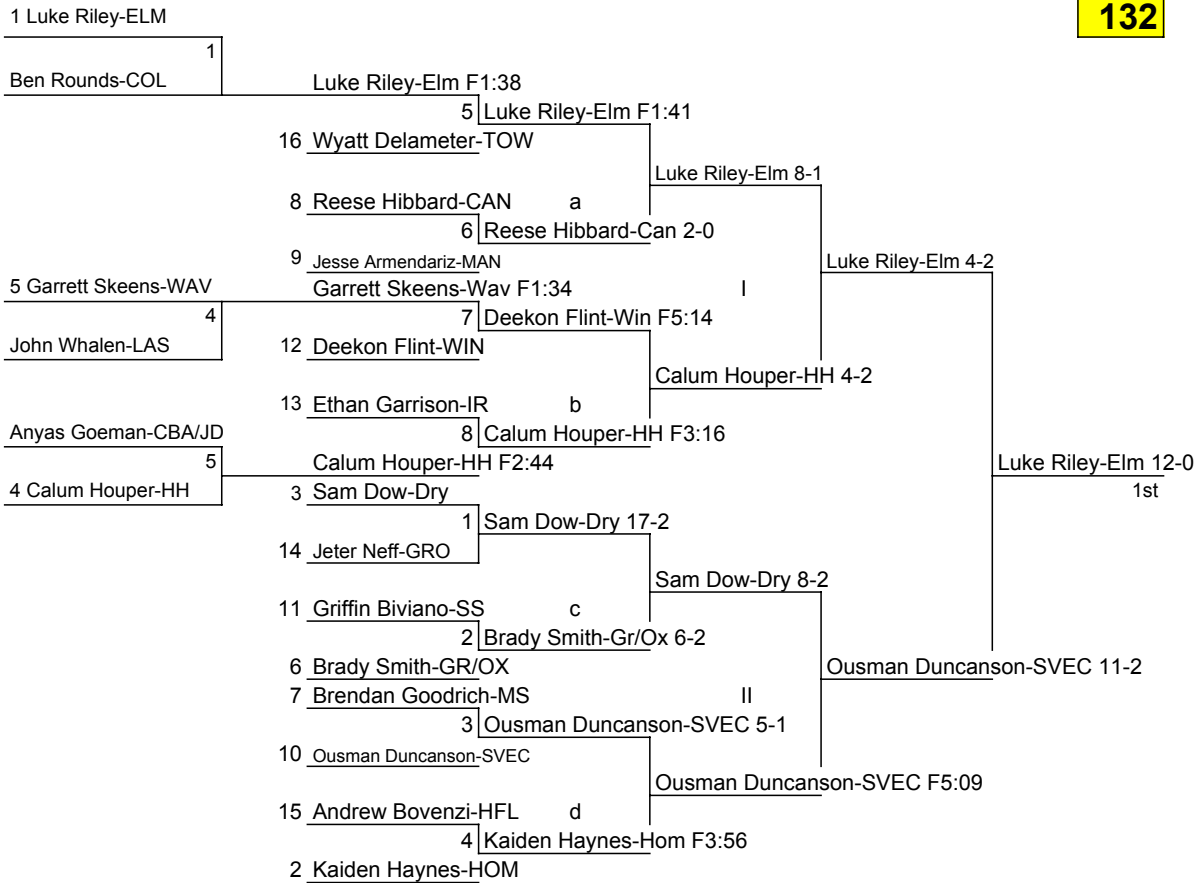 1 Luke Riley-ELM
132
1
Ben Rounds-COL
Luke Riley-Elm F1:38
5 Luke Riley-Elm F1:41
16 Wyatt Delameter-TOW
Luke Riley-Elm 8-1
8 Reese Hibbard-CAN a
6 Reese Hibbard-Can 2-0
9 Jesse Armendariz-MAN
Luke Riley-Elm 4-2
5 Garrett Skeens-WAV
Garrett Skeens-Wav F1:34 I
4
7 Deekon Flint-Win F5:14
John Whalen-LAS
12 Deekon Flint-WIN
Calum Houper-HH 4-2
13 Ethan Garrison-IR b
Anyas Goeman-CBA/JD
8 Calum Houper-HH F3:16
5
Calum Houper-HH F2:44
Luke Riley-Elm 12-0
4 Calum Houper-HH
3 Sam Dow-Dry
1st
1 Sam Dow-Dry 17-2
14 Jeter Neff-GRO
Sam Dow-Dry 8-2
11 Griffin Biviano-SS c
2 Brady Smith-Gr/Ox 6-2
6 Brady Smith-GR/OX
Ousman Duncanson-SVEC 11-2
7 Brendan Goodrich-MS II
3 Ousman Duncanson-SVEC 5-1
10 Ousman Duncanson-SVEC
Ousman Duncanson-SVEC F5:09
15 Andrew Bovenzi-HFL d
4 Kaiden Haynes-Hom F3:56
2 Kaiden Haynes-HOM